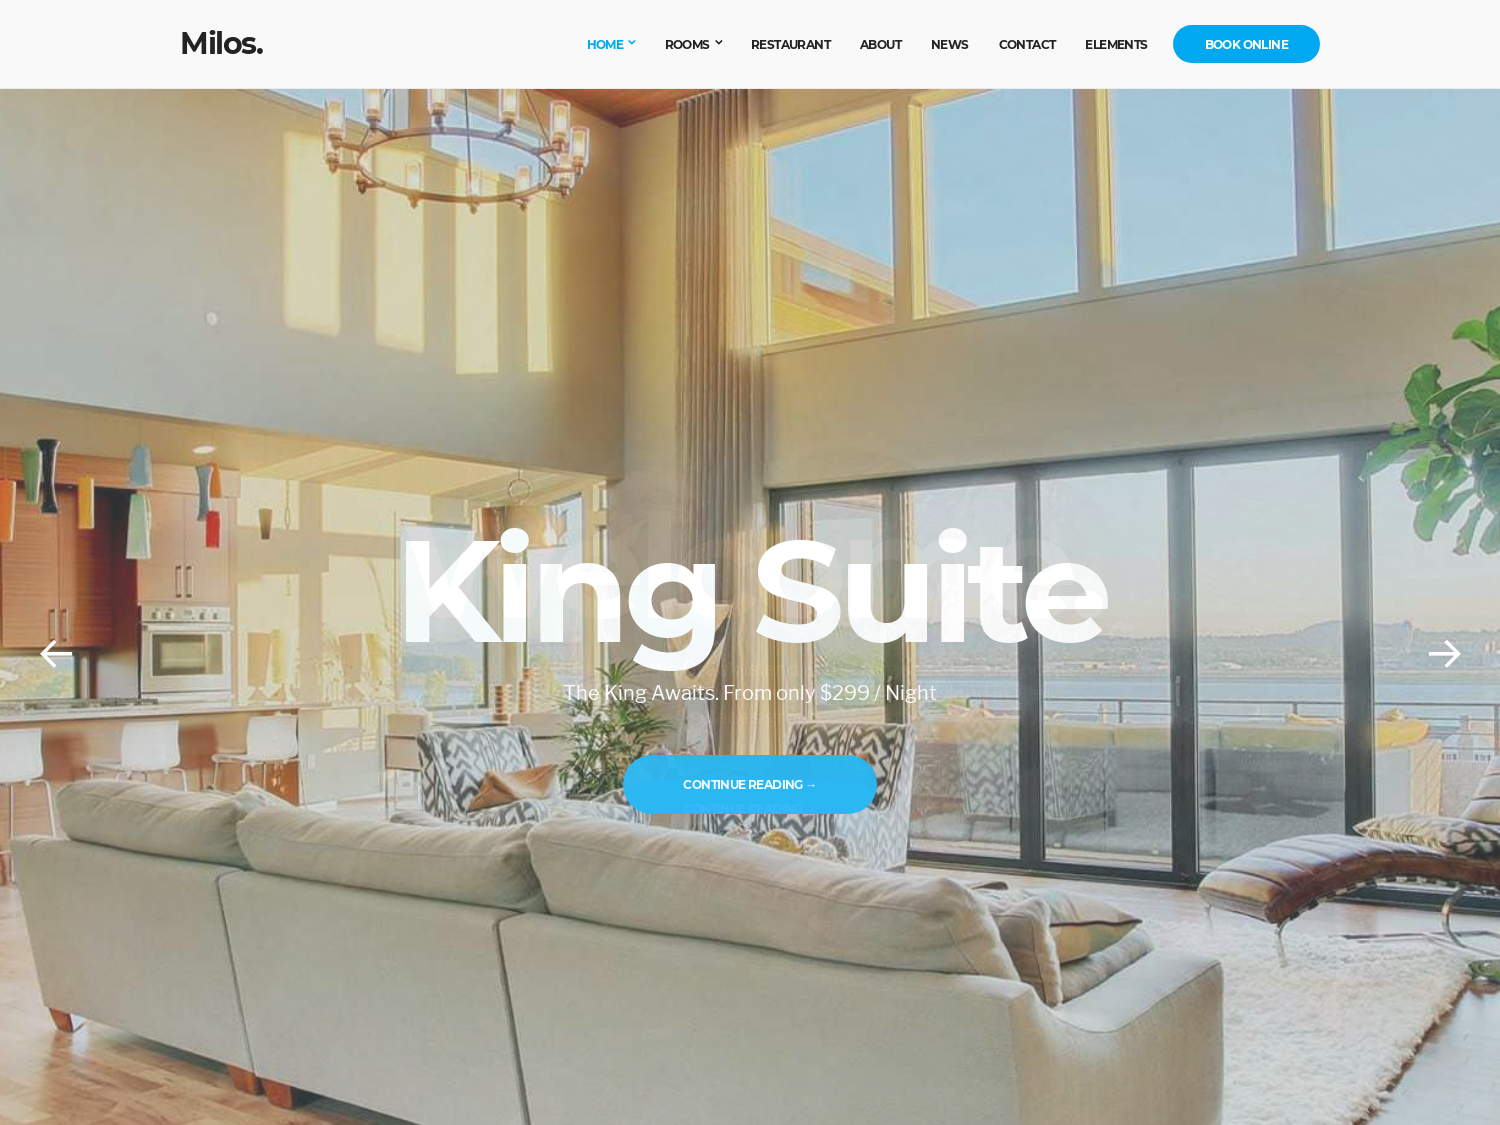 Milos.
HOME ROOMS RESTAURANT ABOUT NEWS CONTACT ELEMENTS BOOK ONLINE
King Suite
The King Awaits. From only $299 / Night
CONTINUE READING →